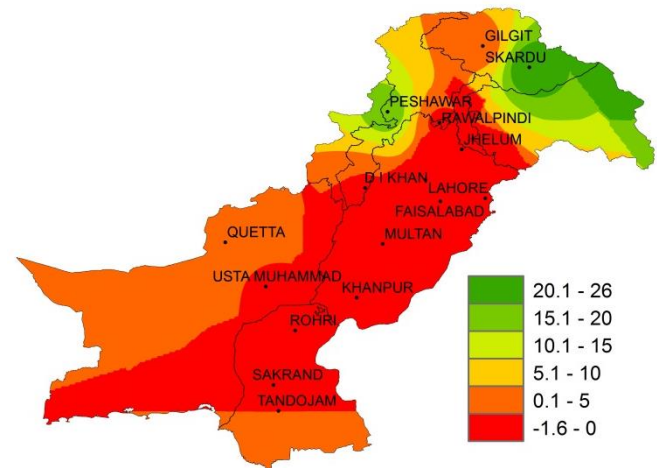 GILGIT
SKARDU
PESHAWAR
RAWALPINDI
JHELUM
D I KHAN
LAHORE
FAISALABAD
QUETTA
MULTAN
USTA MUHAMMAD
KHANPUR
ROHRI
SAKRAND
TANDOJAM
20.1 - 26
15.1 - 20
10.1 - 15
5.1 - 10
0.1 - 5
-1.6 - 0